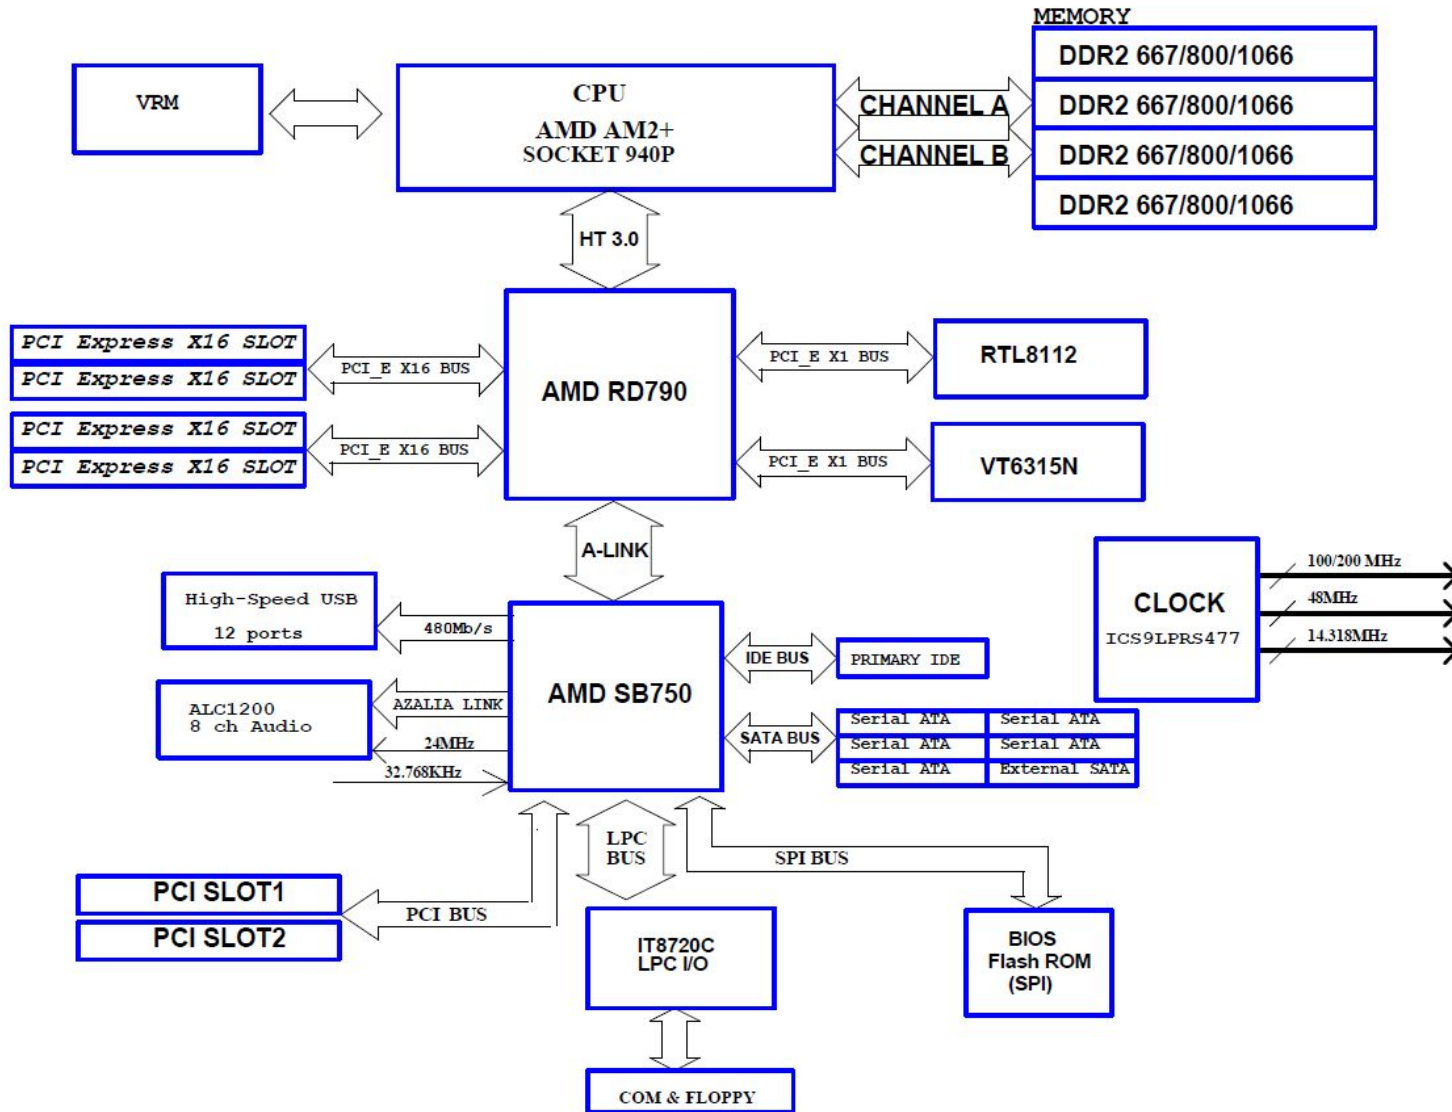 MEMORY
DDR2 667/800/1066
DDR2 667/800/1066
DDR2 667/800/1066
DDR2 667/800/1066
VRM
CPU
AMD AM2+
SOCKET 940P
CHANNEL A
CHANNEL B
HT 3.0
PCI Express X16 SLOT
PCI Express X16 SLOT
PCI_E X16 BUS
PCI Express X16 SLOT
PCI Express X16 SLOT
PCI_E X16 BUS
AMD RD790
PCI_E X1 BUS
RTL8112
PCI_E X1 BUS
VT6315N
A-LINK
CLOCK
ICS9LPRS477
100/200 MHz
48MHz
14.318MHz
High-Speed USB
12 ports
480Mb/s
ALC1200
8 ch Audio
AZALIA LINK
24MHz
32.768KHz
AMD SB750
IDE BUS
PRIMARY IDE
SATA BUS
Serial ATA
Serial ATA
Serial ATA
Serial ATA
Serial ATA
External SATA
PCI SLOT1
PCI SLOT2
PCI BUS
LPC
BUS
SPI BUS
IT8720C
LPC I/O
BIOS
Flash ROM
(SPI)
COM & FLOPPY